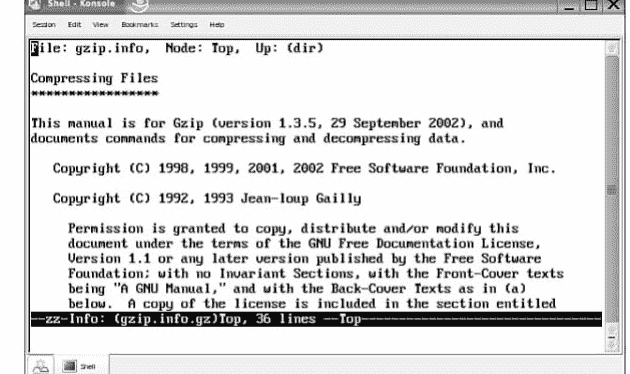 Shell - Konsole
Session Edit View Bookmarks Settings Help
File: gzip.info,  Node: Top,  Up: (dir)
Compressing Files
*****************
This manual is for Gzip (version 1.3.5, 29 September 2002), and
documents commands for compressing and decompressing data.
Copyright (C) 1998, 1999, 2001, 2002 Free Software Foundation, Inc.
Copyright (C) 1992, 1993 Jean-loup Gailly
Permission is granted to copy, distribute and/or modify this
document under the terms of the GNU Free Documentation License,
Version 1.1 or any later version published by the Free Software
Foundation; with no Invariant Sections, with the Front-Cover texts
being "A GNU Manual," and with the Back-Cover Texts as in (a)
below.  A copy of the license is included in the section entitled
--zz-Info: (gzip.info.gz)Top, 36 lines --Top--------------------------------
Shell